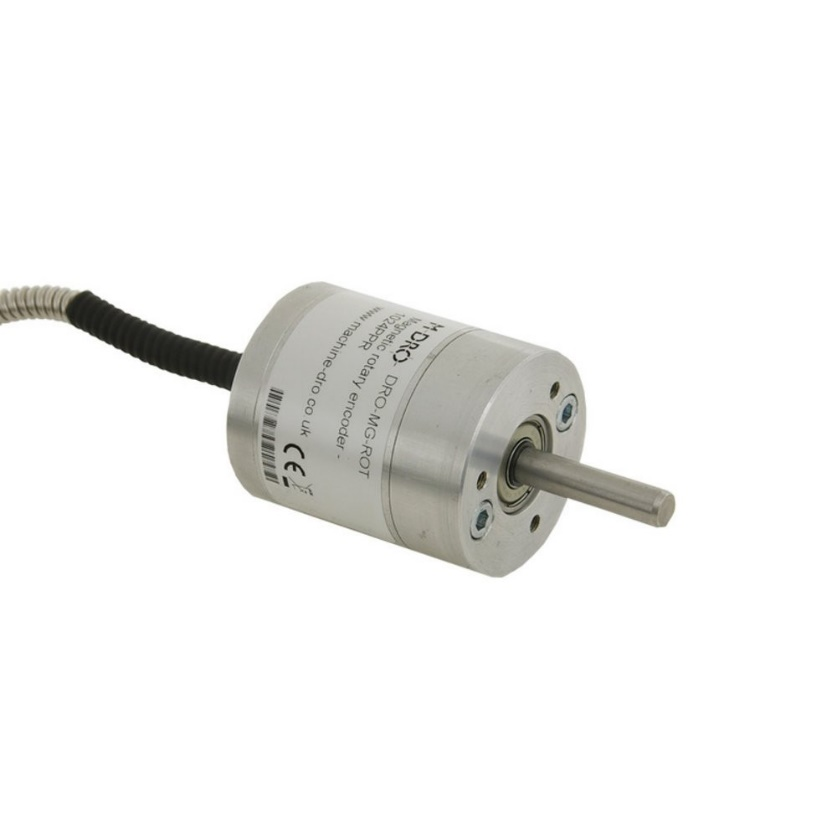 M-DRO - DRO-MG-ROT
Magnetic rotary encoder -
1024PPR
www machine-dro co uk
CE